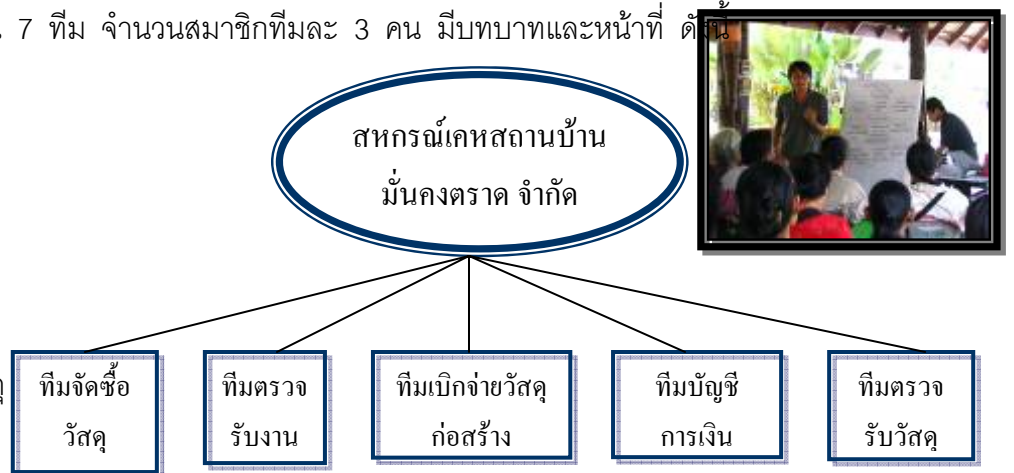 7 ทีม จำนวนสมาชิกทีมละ 3 คน มีบทบาทและหน้าที่ ดังนี้
สหกรณ์เคหสถานบ้าน
มั่นคงตราด จำกัด
ทีมจัดซื้อ
วัสดุ
ทีมตรวจ
รับงาน
ทีมเบิกจ่ายวัสดุ
ก่อสร้าง
ทีมบัญชี
การเงิน
ทีมตรวจ
รับวัสดุ